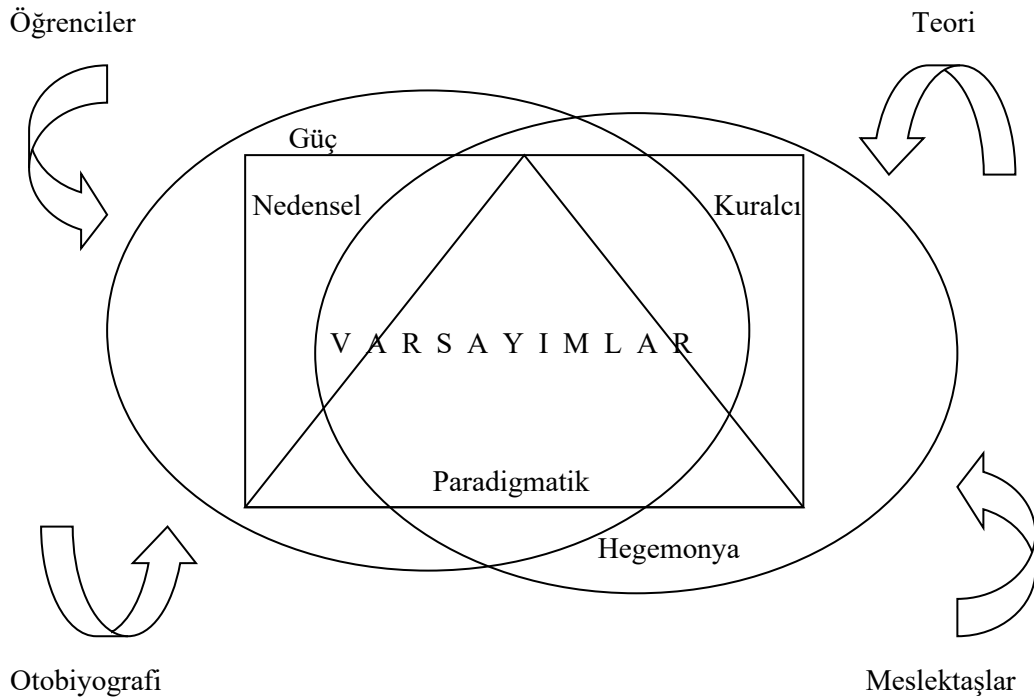 Öğrenciler
Teori
Güç
Nedensel
Kuralcı
V A R S A Y I M L A R
Paradigmatik
Hegemonya
Otobiyografi
Meslektaşlar